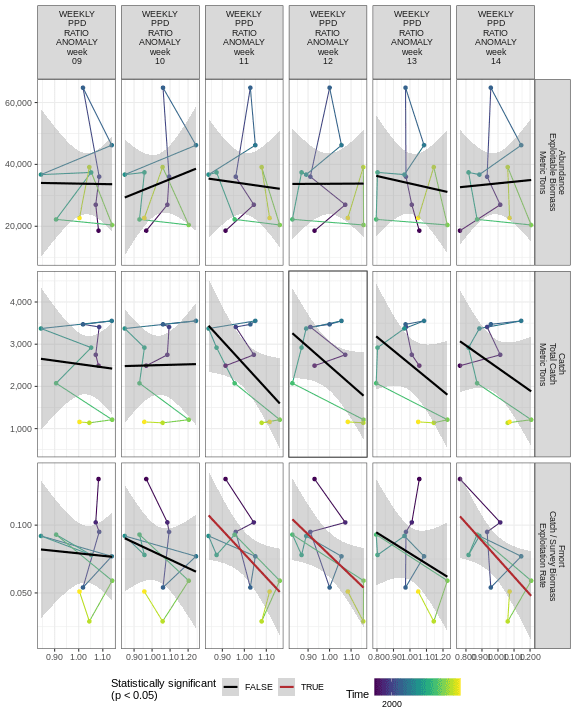 WEEKLY WEEKLY WEEKLY WEEKLY WEEKLY WEEKLY
PPD PPD PPD PPD PPD PPD
RATIO RATIO RATIO RATIO RATIO RATIO
ANOMALY ANOMALY ANOMALY ANOMALY ANOMALY ANOMALY
week week week week week week
09 10 11 12 13 14
60,000
40,000
20,000
Abundance
Exploitable Biomass
Metric Tons
4,000
3,000
2,000
1,000
Catch
Total Catch
Metric Tons
0.100
0.050
Fmort
Catch / Survey Biomass
Exploitation Rate
0.90 1.00 1.10 0.90 1.00 1.10 1.20 0.90 1.00 1.10 0.90 1.00 1.10 0.80 0.90 1.00 1.10 1.20 0.80 0.90 1.00 1.10 1.20
Statistically significant
(p < 0.05)
FALSE TRUE
Time
2000